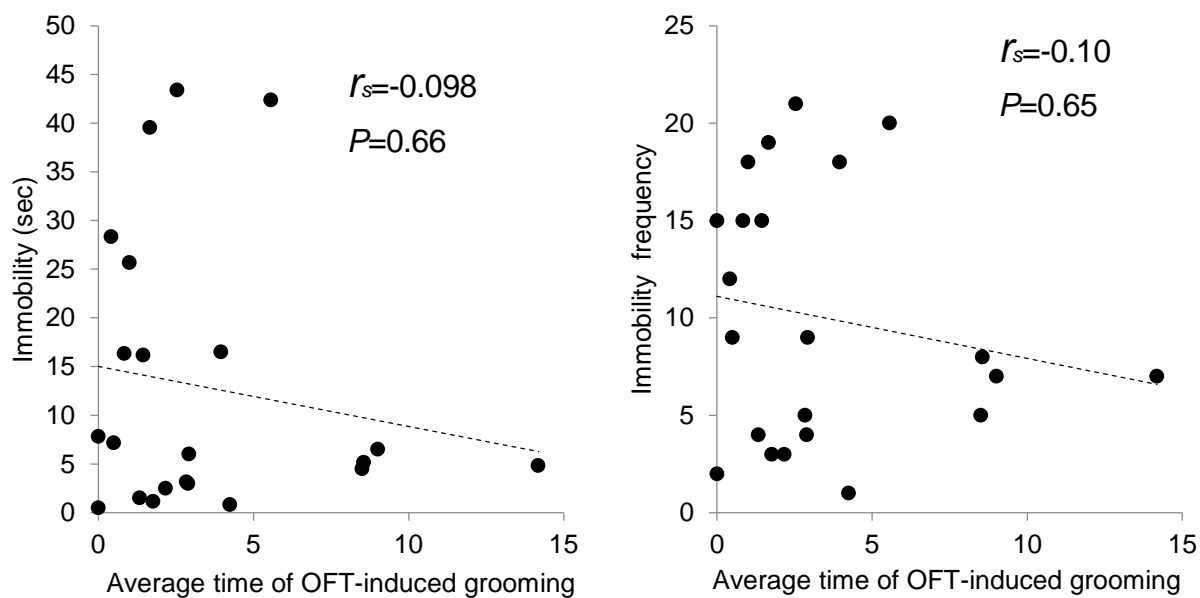 50
45
40
35
30
25
20
15
10
5
0
Immobility (sec)
rs=-0.098
P=0.66
0 5 10 15
Average time of OFT-induced grooming
25
20
15
10
5
0
Immobility frequency
rs=-0.10
P=0.65
0 5 10 15
Average time of OFT-induced grooming